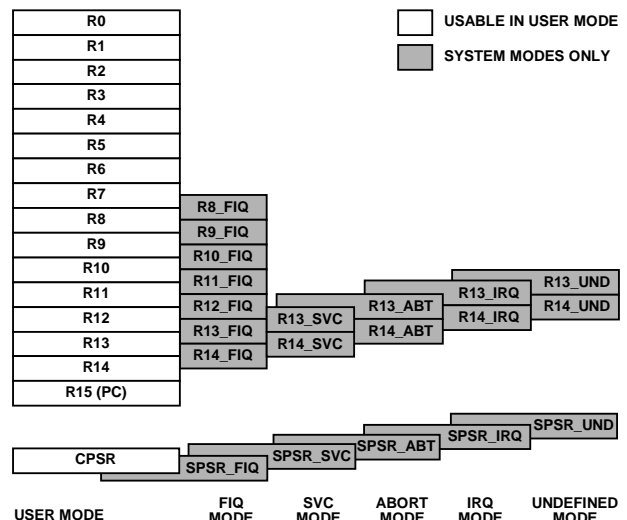 R0
R1
R2
R3
R4
R5
R6
R7
R8
R9
R10
R11
R12
R13
R14
R15 (PC)
USABLE IN USER MODE
SYSTEM MODES ONLY
R8_FIQ
R9_FIQ
R10_FIQ
R11_FIQ
R12_FIQ
R13_FIQ
R14_FIQ
R13_SVC
R14_SVC
R13_ABT
R14_ABT
R13_IRQ
R14_IRQ
R13_UND
R14_UND
CPSR
SPSR_FIQ
SPSR_SVC
SPSR_ABT
SPSR_IRQ
SPSR_UND
USER MODE
FIQ
MODE
SVC
MODE
ABORT
MODE
IRQ
MODE
UNDEFINED
MODE